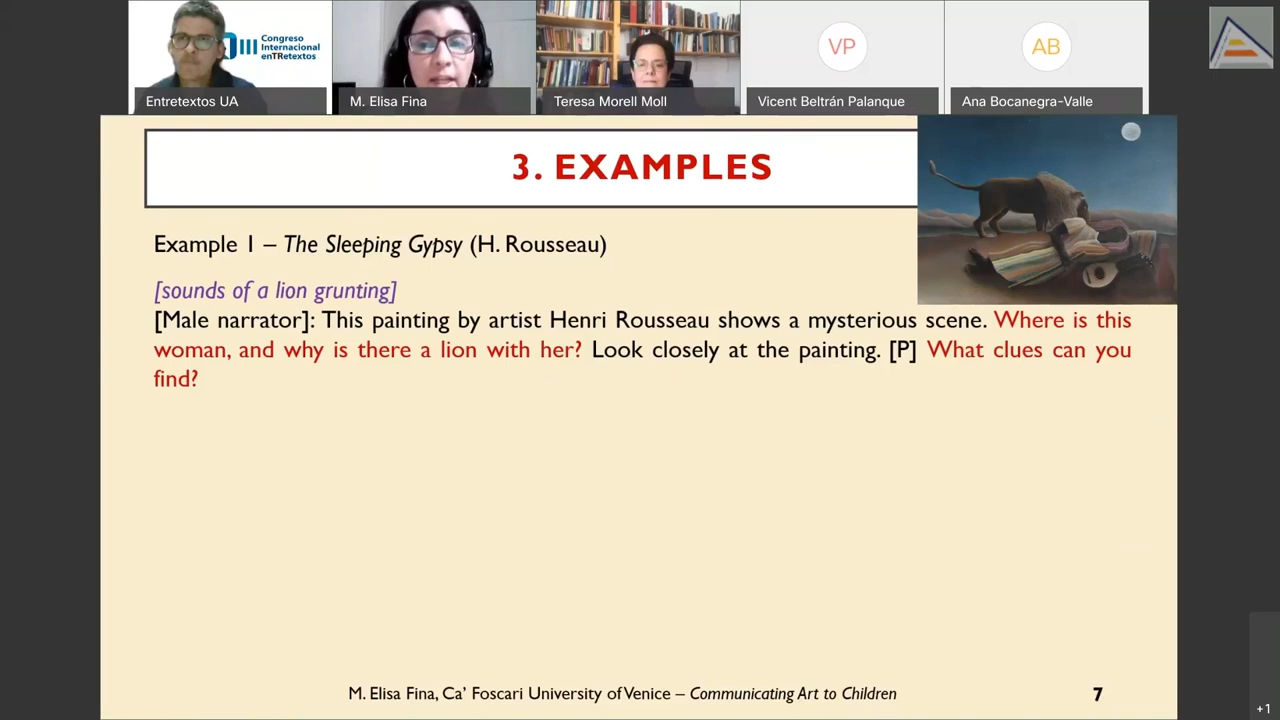 III Congreso
Internacional
enTRetextos
Entretextos UA
M. Elisa Fina
Teresa Morell Moll
VP
Vicent Beltrán Palanque
AB
Ana Bocanegra-Valle
3. EXAMPLES
Example 1 – The Sleeping Gypsy (H. Rousseau)
[sounds of a lion grunting]
[Male narrator]: This painting by artist Henri Rousseau shows a mysterious scene. Where is this
woman, and why is there a lion with her? Look closely at the painting. [P] What clues can you
find?
M. Elisa Fina, Ca’ Foscari University of Venice – Communicating Art to Children
7
+1